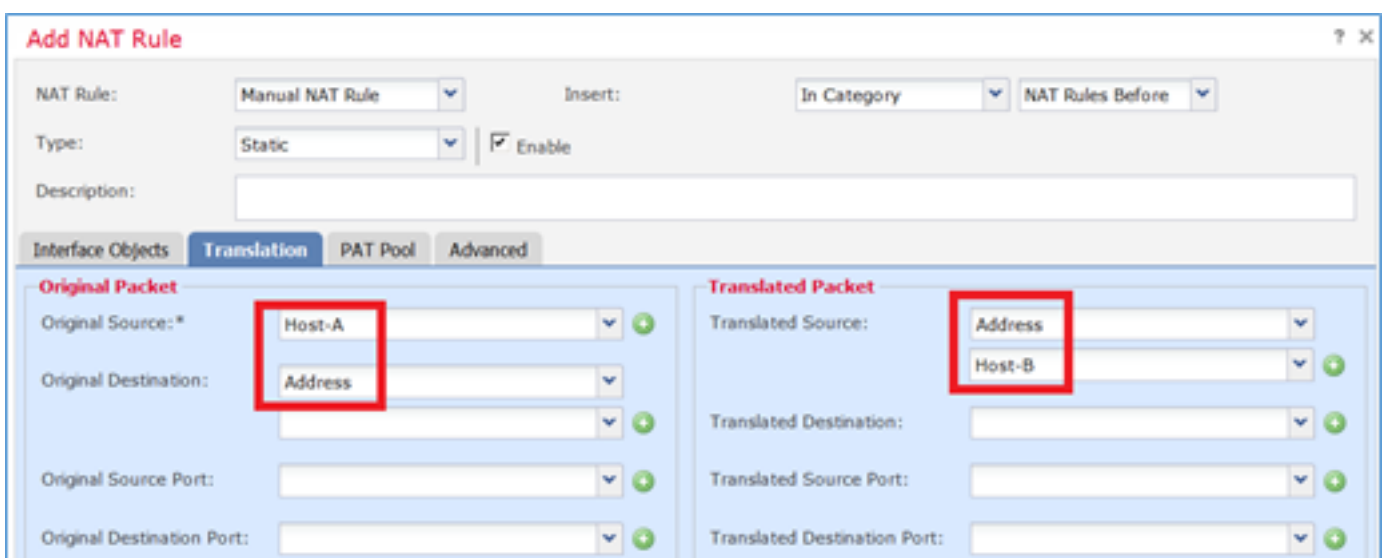 Add NAT Rule ? ×
NAT Rule: Manual NAT Rule Insert: In Category NAT Rules Before
Type: Static Enable
Description:
Interface Objects Translation PAT Pool Advanced
Original Packet Translated Packet
Original Source:* Host-A Translated Source: Address
Host-B
Original Destination: Address
Translated Destination:
Original Source Port: Translated Source Port:
Original Destination Port: Translated Destination Port: